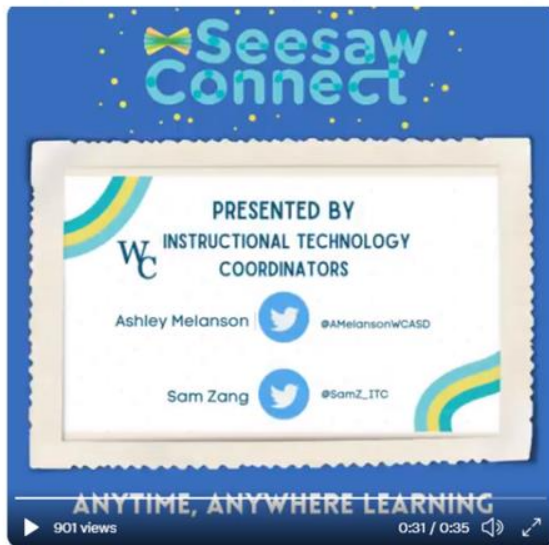 Seesaw
Connect
PRESENTED BY
WC INSTRUCTIONAL TECHNOLOGY
COORDINATORS
Ashley Melanson @AMelansonWCASD
Sam Zang @SamZ_ITC
ANYTIME, ANYWHERE LEARNING
901 views 0:31 / 0:35